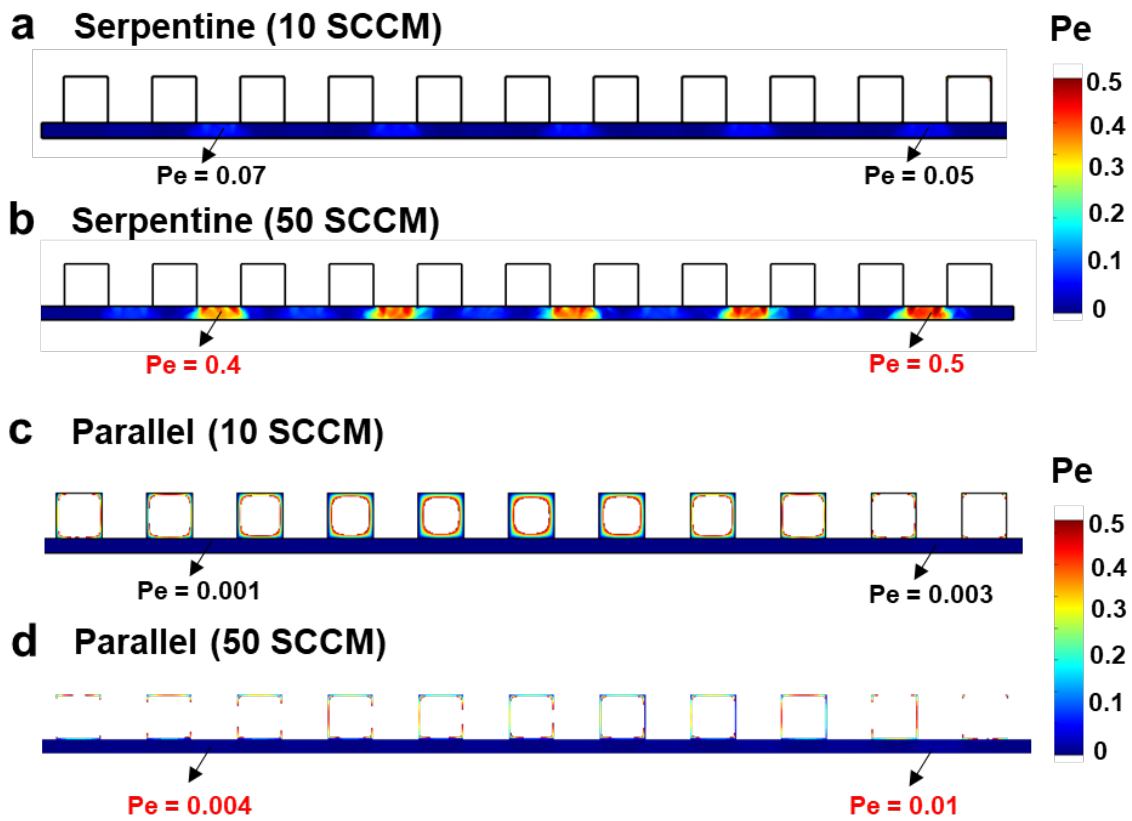 a Serpentine (10 SCCM)
Pe
0.5
0.4
0.3
0.2
0.1
0
Pe = 0.07
Pe = 0.05
b Serpentine (50 SCCM)
Pe = 0.4
Pe = 0.5
c Parallel (10 SCCM)
Pe
0.5
0.4
0.3
0.2
0.1
0
Pe = 0.001
Pe = 0.003
d Parallel (50 SCCM)
Pe = 0.004
Pe = 0.01